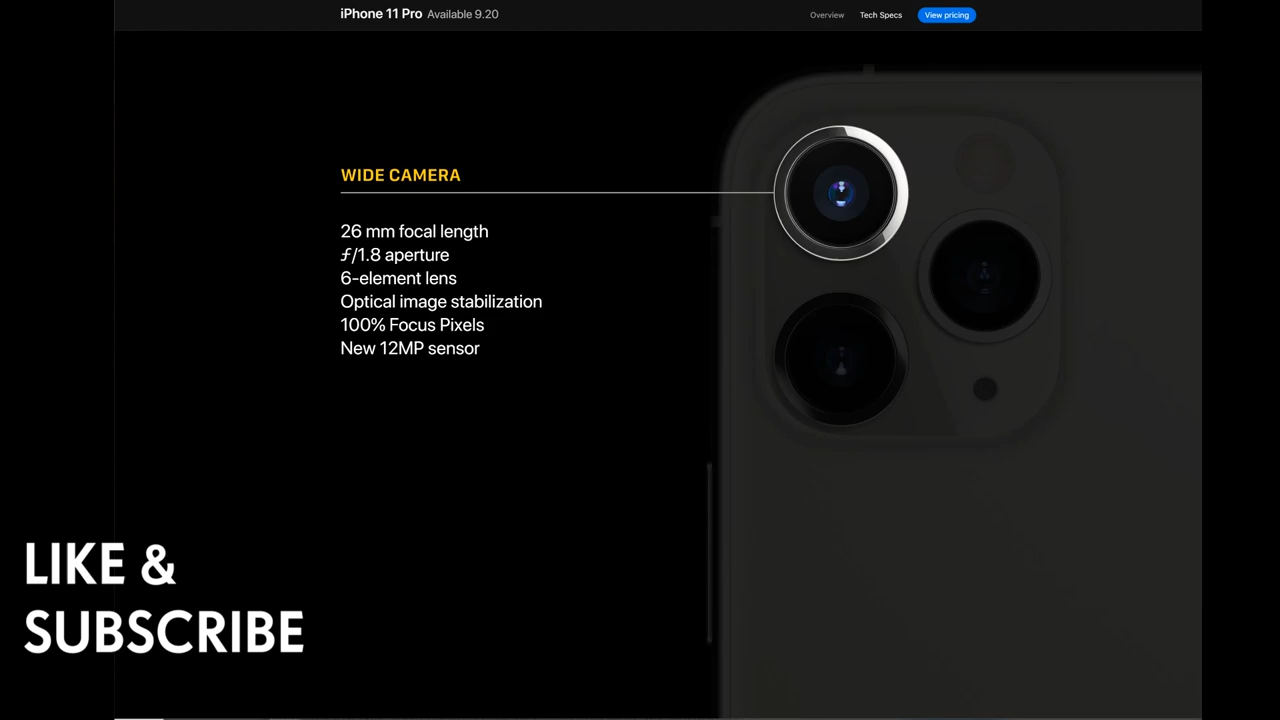 iPhone 11 Pro Available 9.20
Overview Tech Specs View pricing
WIDE CAMERA
26 mm focal length
ƒ/1.8 aperture
6-element lens
Optical image stabilization
100% Focus Pixels
New 12MP sensor
LIKE &
SUBSCRIBE